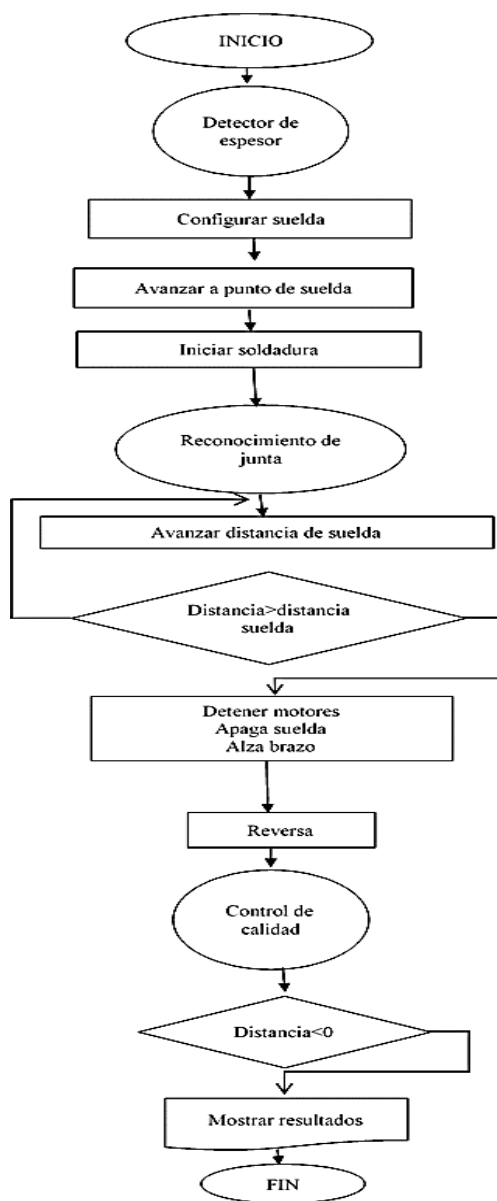 INICIO
Detector de
espesor
Configurar suelda
Avanzar a punto de suelda
Iniciar soldadura
Reconocimiento de
junta
Avanzar distancia de suelda
Distancia>distancia
suelda
Detener motores
Apaga suelda
Alza brazo
Reversa
Control de
calidad
Distancia<0
Mostrar resultados
FIN